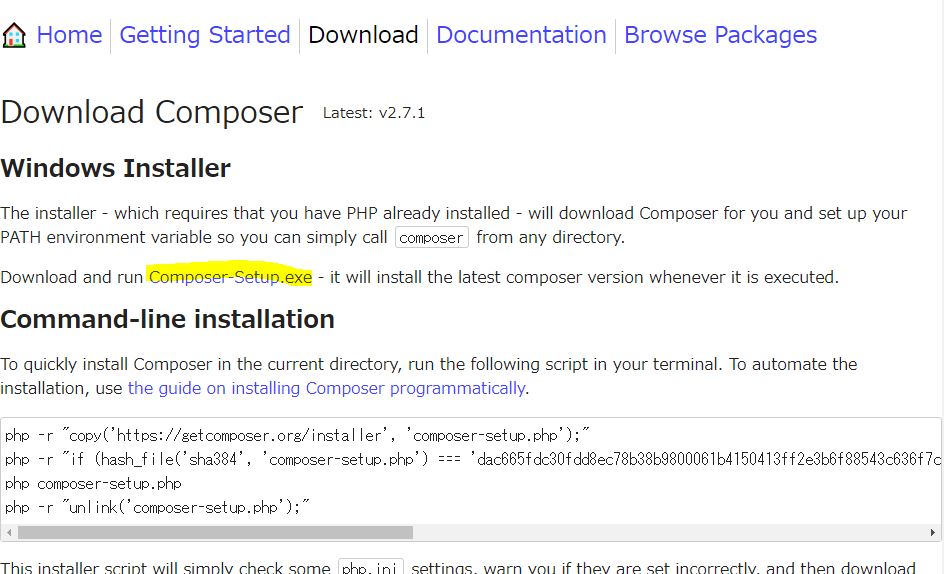 Home Getting Started Download Documentation Browse Packages
Download Composer Latest: v2.7.1
Windows Installer
The installer - which requires that you have PHP already installed - will download Composer for you and set up your
PATH environment variable so you can simply call composer from any directory.
Download and run Composer-Setup.exe - it will install the latest composer version whenever it is executed.
Command-line installation
To quickly install Composer in the current directory, run the following script in your terminal. To automate the
installation, use the guide on installing Composer programmatically.
php -r "copy('https://getcomposer.org/installer', 'composer-setup.php');"
php -r "if (hash_file('sha384', 'composer-setup.php') === 'dac665fdc30fdd8ec78b38b9800061b4150413ff2e3b6f88543c636f7c
php composer-setup.php
php -r "unlink('composer-setup.php');"
This installer script will simply check some php.ini settings, warn you if they are set incorrectly, and then download